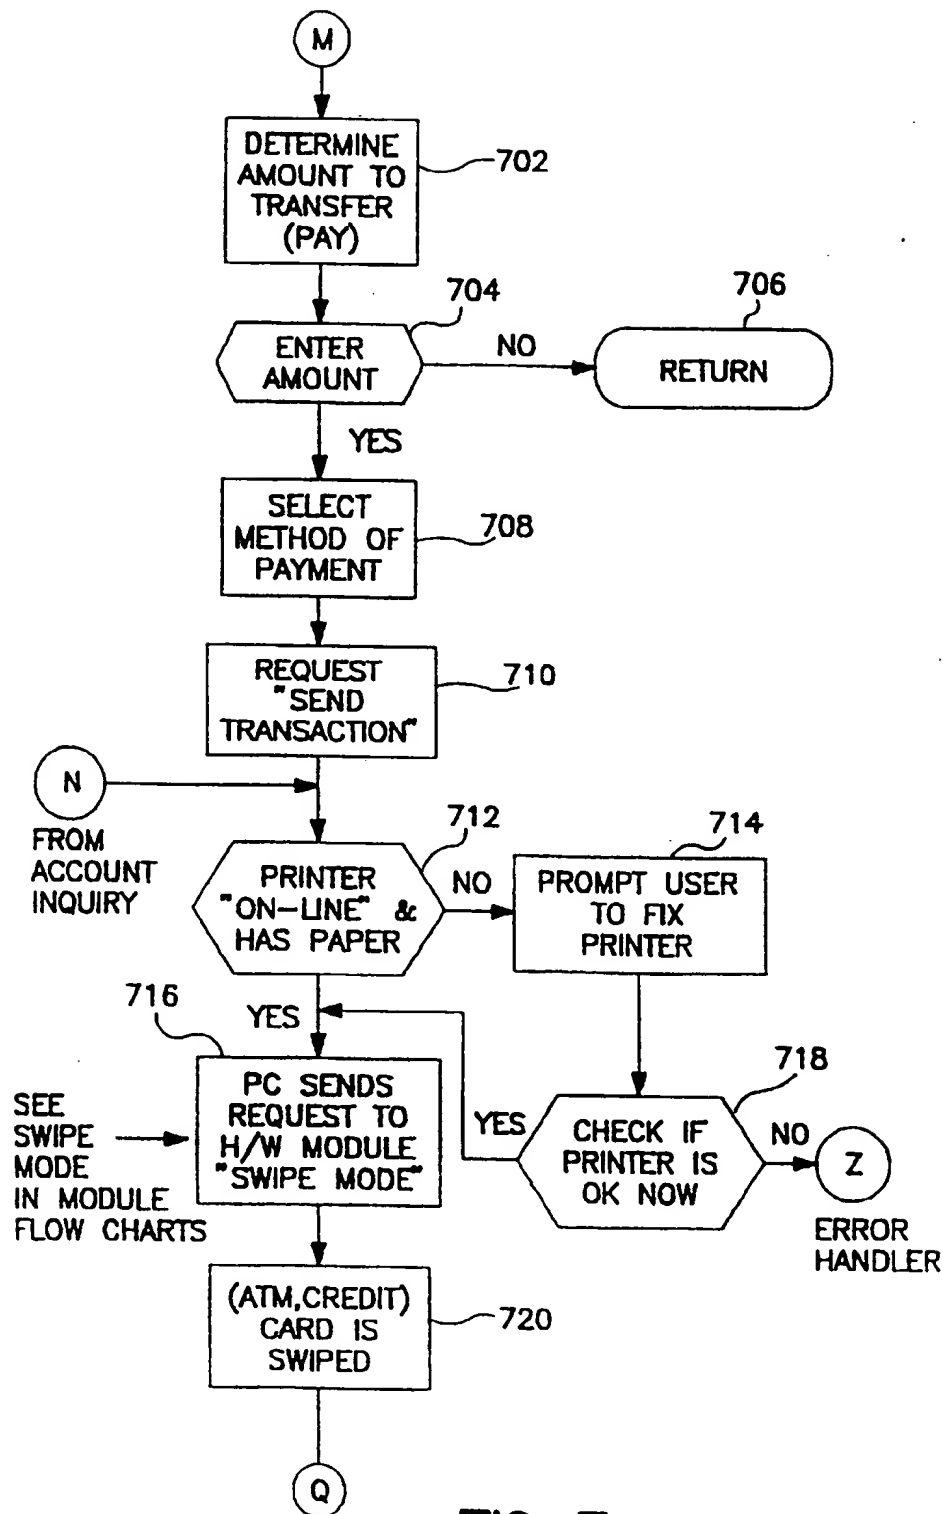 M
DETERMINE
AMOUNT TO
TRANSFER
(PAY)
702
704
ENTER
AMOUNT
NO
706
RETURN
YES
SELECT
METHOD OF
PAYMENT
708
REQUEST
"SEND
TRANSACTION"
710
N
FROM
ACCOUNT
INQUIRY
712
PRINTER
"ON-LINE" &
HAS PAPER
NO
714
PROMPT USER
TO FIX
PRINTER
716
YES
PC SENDS
REQUEST TO
H/W MODULE
"SWIPE MODE"
SEE
SWIPE
MODE
IN MODULE
FLOW CHARTS
718
YES
CHECK IF
PRINTER IS
OK NOW
NO
Z
ERROR
HANDLER
(ATM,CREDIT)
CARD IS
SWIPED
720
Q